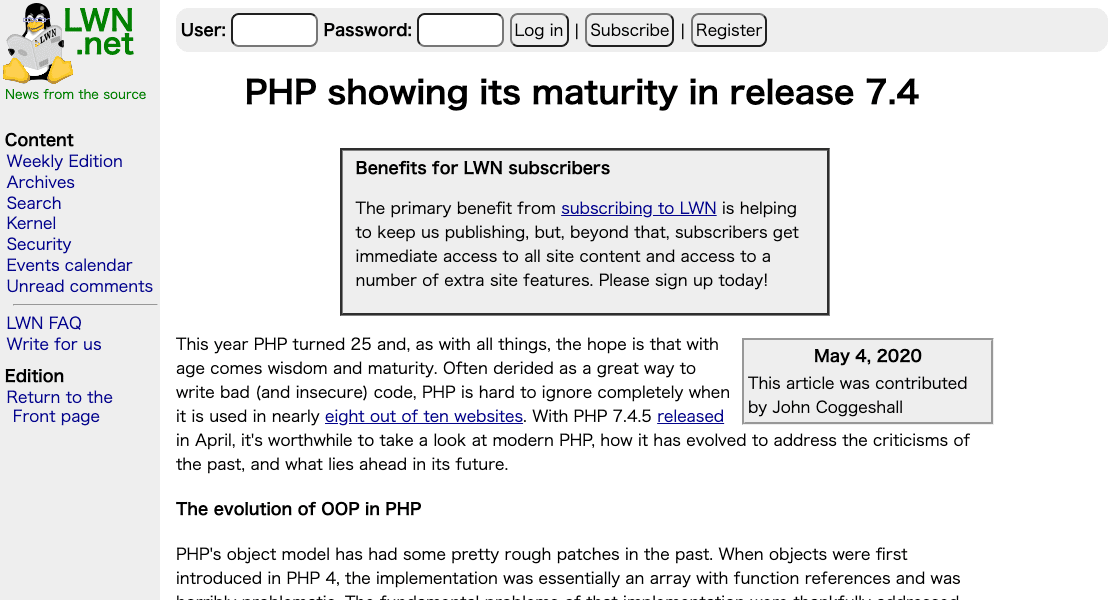 LWN
.net
News from the source
Content
Weekly Edition
Archives
Search
Kernel
Security
Events calendar
Unread comments
LWN FAQ
Write for us
Edition
Return to the
Front page
User: Password: Log in | Subscribe | Register
PHP showing its maturity in release 7.4
Benefits for LWN subscribers
The primary benefit from subscribing to LWN is helping
to keep us publishing, but, beyond that, subscribers get
immediate access to all site content and access to a
number of extra site features. Please sign up today!
May 4, 2020
This article was contributed
by John Coggeshall
This year PHP turned 25 and, as with all things, the hope is that with
age comes wisdom and maturity. Often derided as a great way to
write bad (and insecure) code, PHP is hard to ignore completely when
it is used in nearly eight out of ten websites. With PHP 7.4.5 released
in April, it's worthwhile to take a look at modern PHP, how it has evolved to address the criticisms of
the past, and what lies ahead in its future.
The evolution of OOP in PHP
PHP's object model has had some pretty rough patches in the past. When objects were first
introduced in PHP 4, the implementation was essentially an array with function references and was
horribly problematic. The fundamental problems of that implementation were thankfully addressed